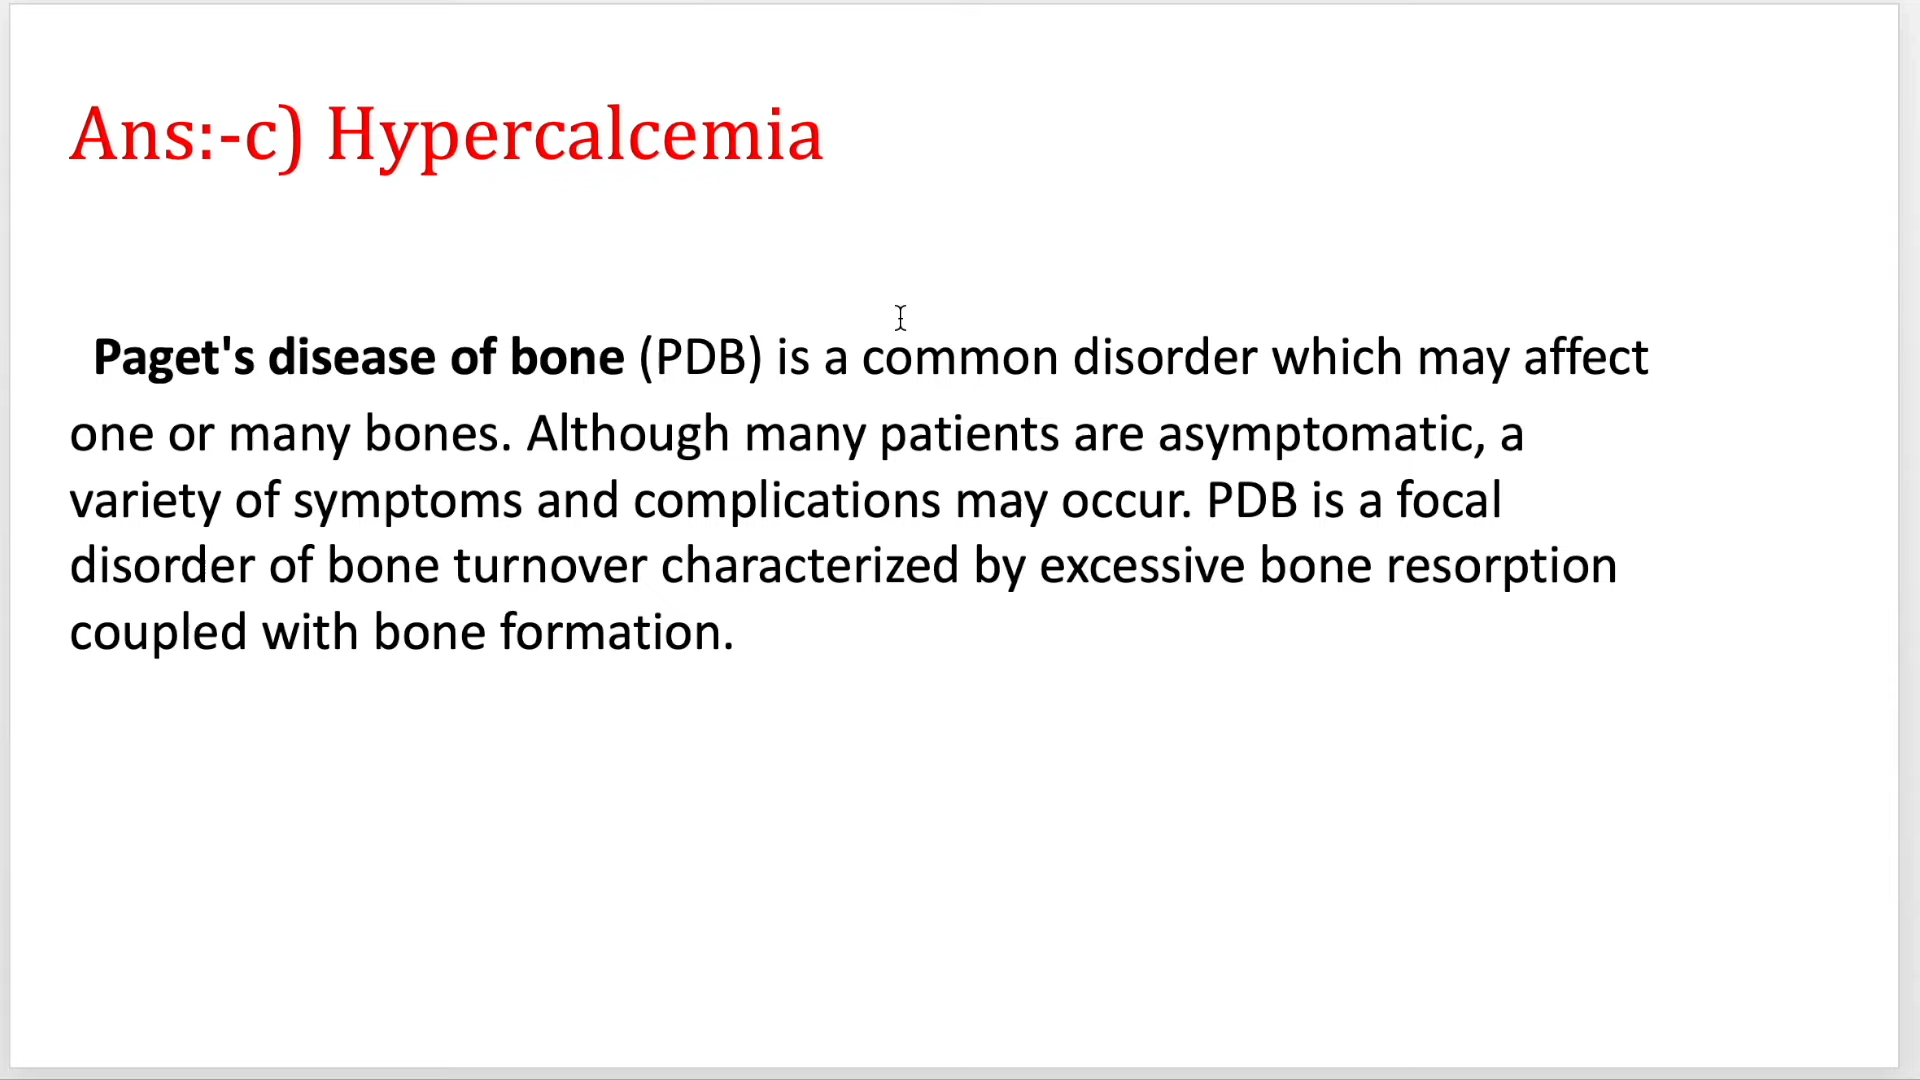 Ans:-c) Hypercalcemia
Paget's disease of bone (PDB) is a common disorder which may affect
one or many bones. Although many patients are asymptomatic, a
variety of symptoms and complications may occur. PDB is a focal
disorder of bone turnover characterized by excessive bone resorption
coupled with bone formation.